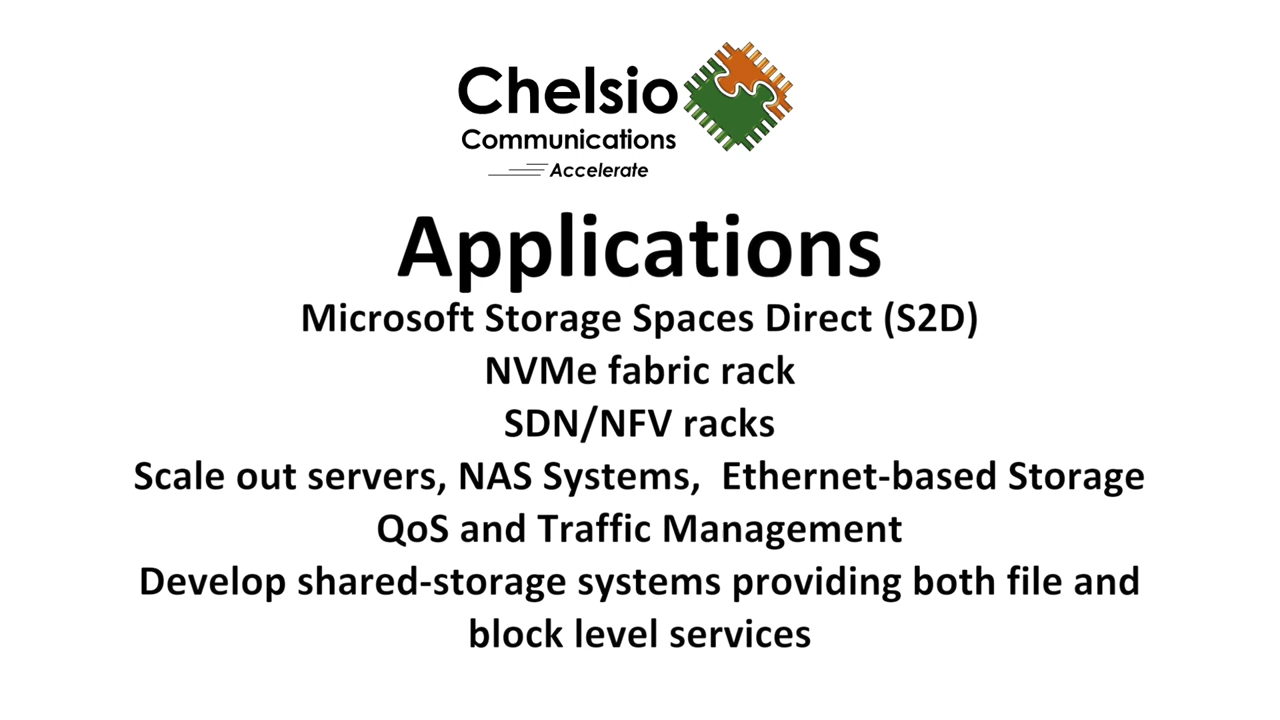 Chelsio
Communications
Accelerate
Applications
Microsoft Storage Spaces Direct (S2D)
NVMe fabric rack
SDN/NFV racks
Scale out servers, NAS Systems,  Ethernet-based Storage
QoS and Traffic Management
Develop shared-storage systems providing both file and
block level services